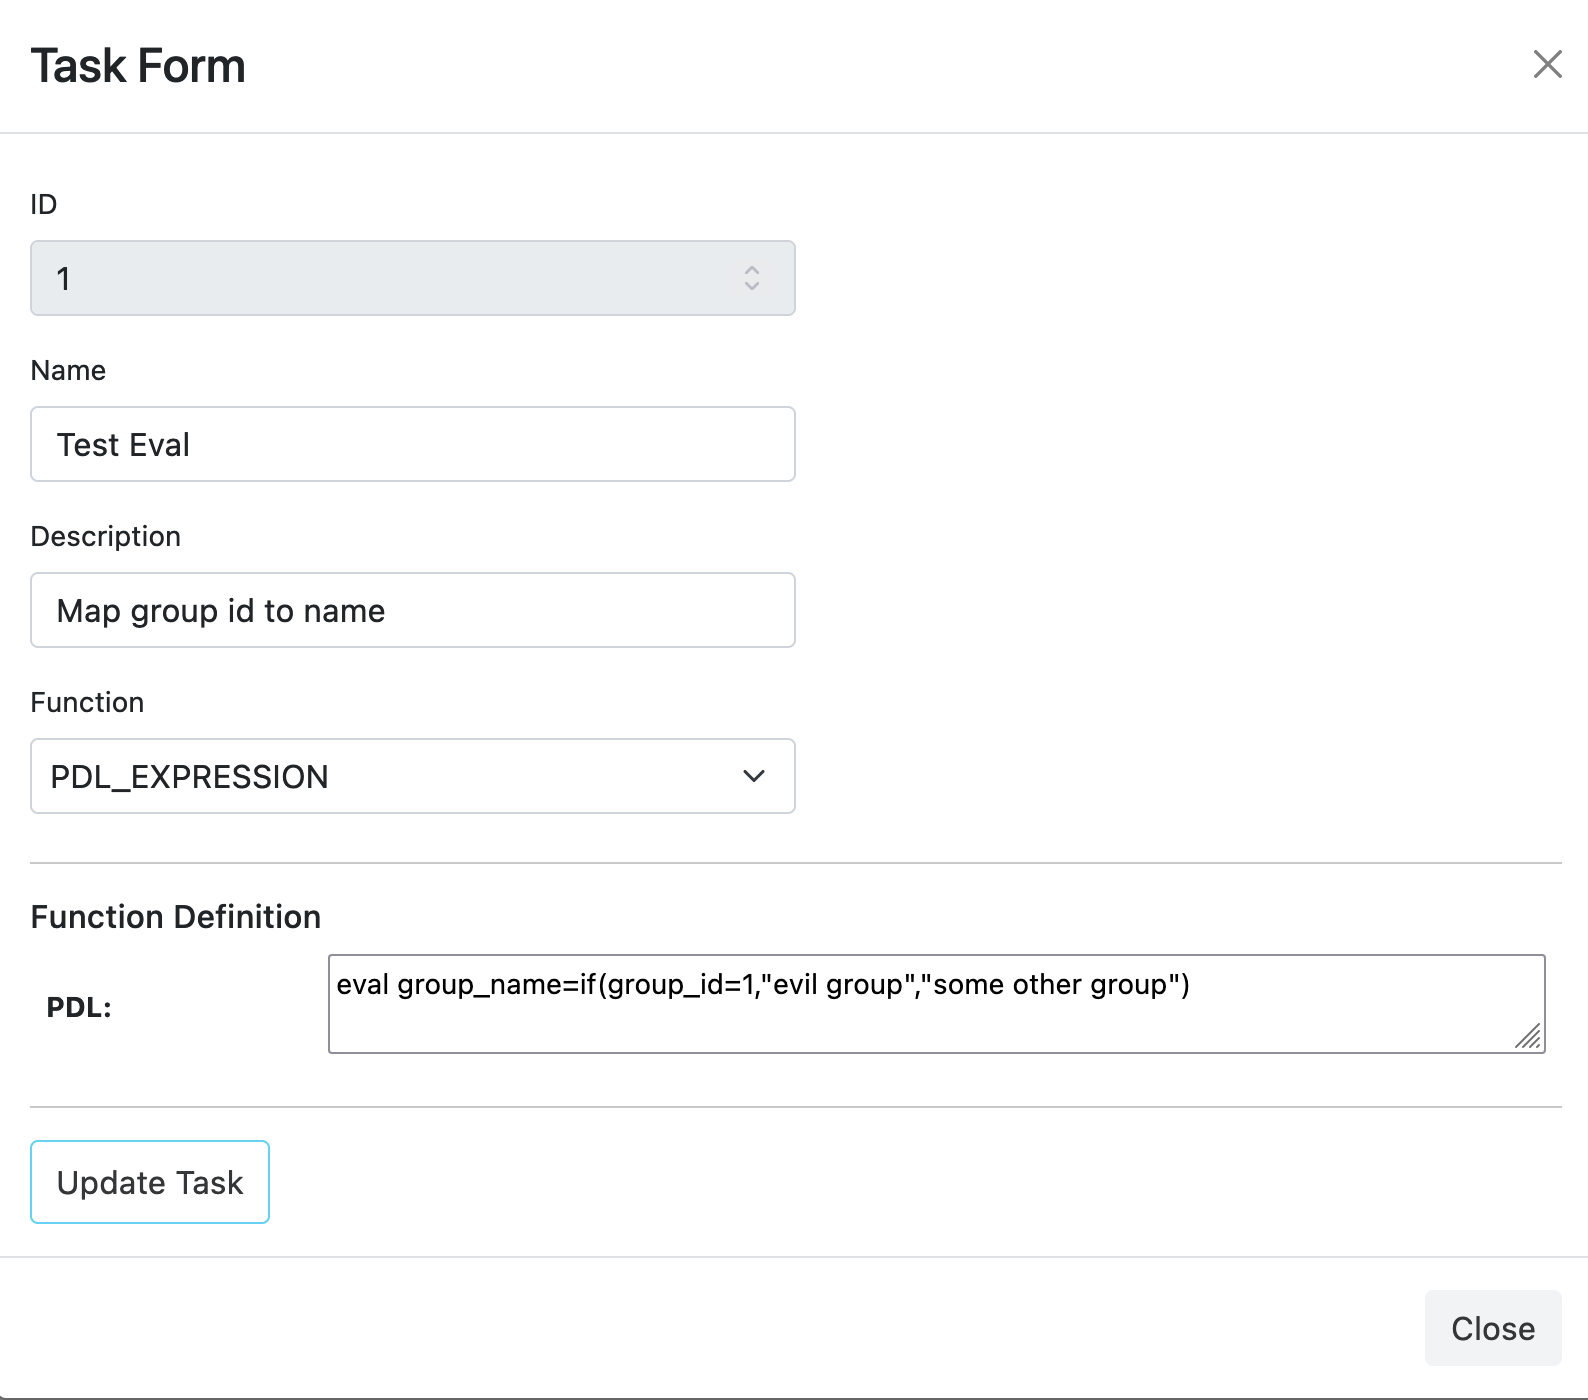 Task Form
ID
1
Name
Test Eval
Description
Map group id to name
Function
PDL_EXPRESSION
Function Definition
PDL:
eval group_name=if(group_id=1,"evil group","some other group")
Update Task
Close